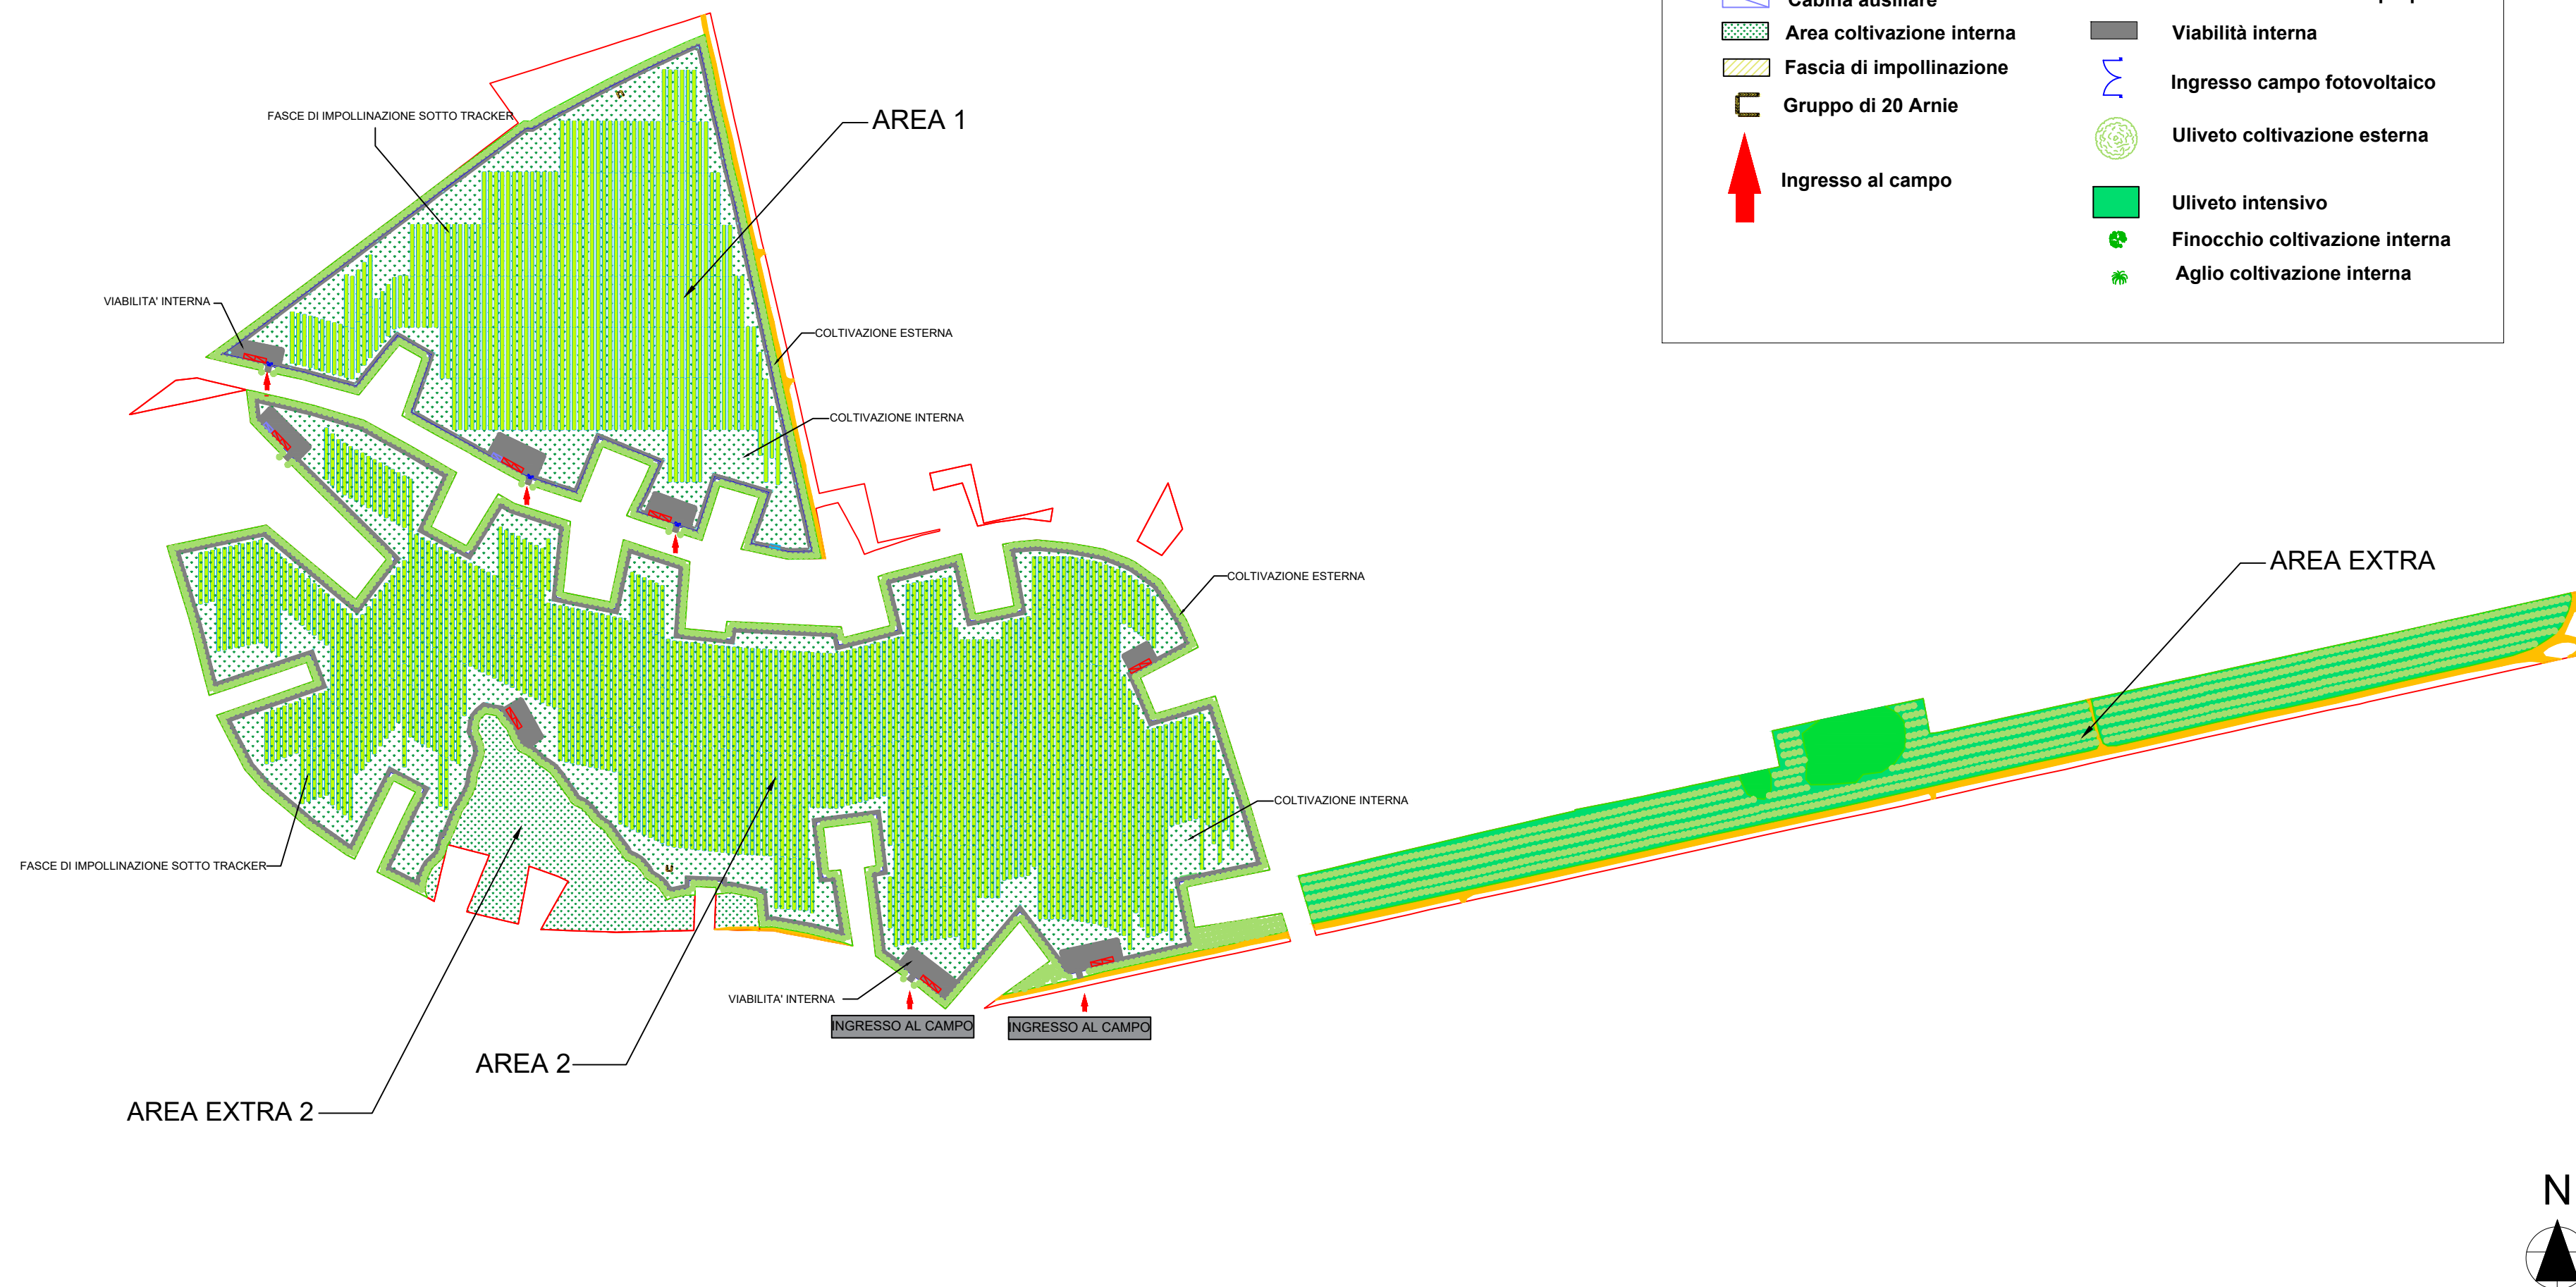 Cabina ausiliare
Area coltivazione interna
Fascia di impollinazione
Gruppo di 20 Arnie
Ingresso al campo
Viabilità interna
Ingresso campo fotovoltaico
Uliveto coltivazione esterna
Uliveto intensivo
Finocchio coltivazione interna
Aglio coltivazione interna
FASCE DI IMPOLLINAZIONE SOTTO TRACKER
AREA 1
VIABILITA' INTERNA
COLTIVAZIONE ESTERNA
COLTIVAZIONE INTERNA
AREA EXTRA
COLTIVAZIONE ESTERNA
COLTIVAZIONE INTERNA
FASCE DI IMPOLLINAZIONE SOTTO TRACKER
VIABILITA' INTERNA
INGRESSO AL CAMPO
INGRESSO AL CAMPO
AREA 2
AREA EXTRA 2
N